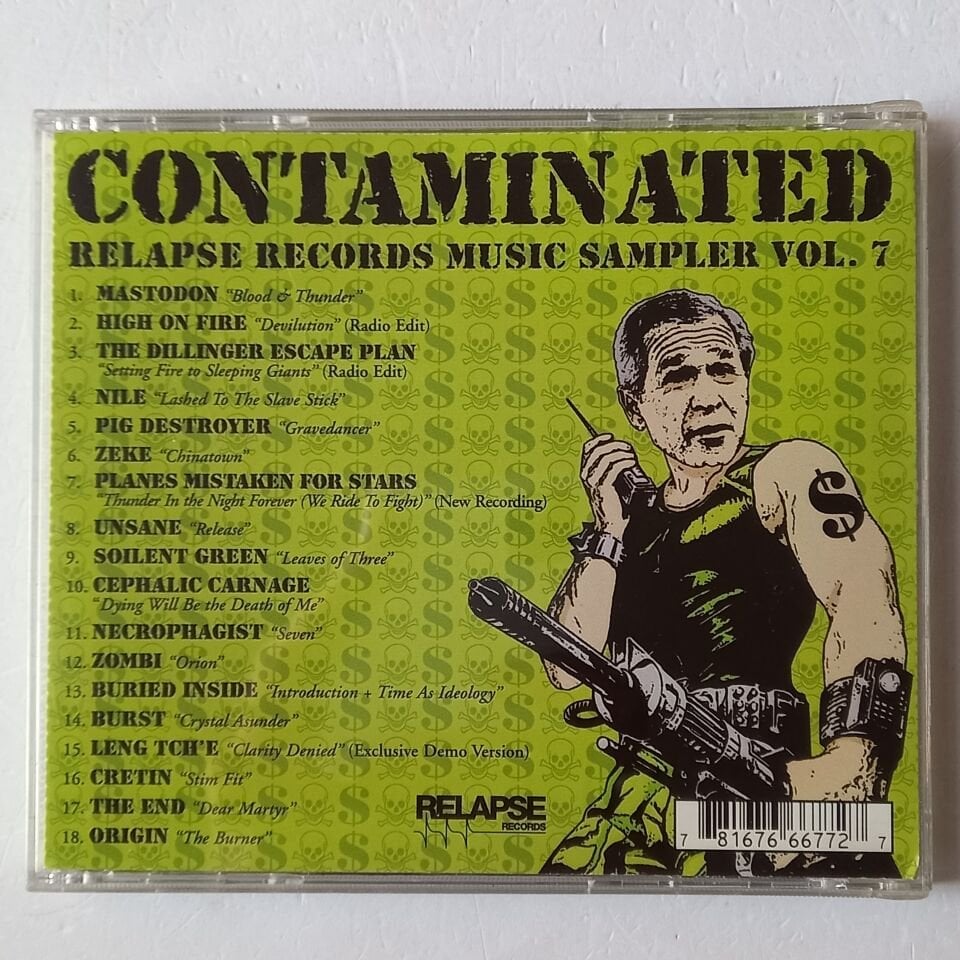 CONTAMINATED
RELAPSE RECORDS MUSIC SAMPLER VOL. 7
1. MASTODON "Blood & Thunder"
2. HIGH ON FIRE "Devilution" (Radio Edit)
3. THE DILLINGER ESCAPE PLAN
"Setting Fire to Sleeping Giants" (Radio Edit)
4. NILE "Lashed To The Slave Stick"
5. PIG DESTROYER "Gravedancer"
6. ZEKE "Chinatown"
7. PLANES MISTAKEN FOR STARS
"Thunder In the Night Forever (We Ride To Fight)" (New Recording)
8. UNSANE "Release"
9. SOILENT GREEN "Leaves of Three"
10. CEPHALIC CARNAGE
"Dying Will Be the Death of Me"
11. NECROPHAGIST "Seven"
12. ZOMBI "Orion"
13. BURIED INSIDE "Introduction + Time As Ideology"
14. BURST "Crystal Asunder"
15. LENG TCH'E "Clarity Denied" (Exclusive Demo Version)
16. CRETIN "Stim Fit"
17. THE END "Dear Martyr"
18. ORIGIN "The Burner"
$
RELAPSE
RECORDS
7 81676 66772 7